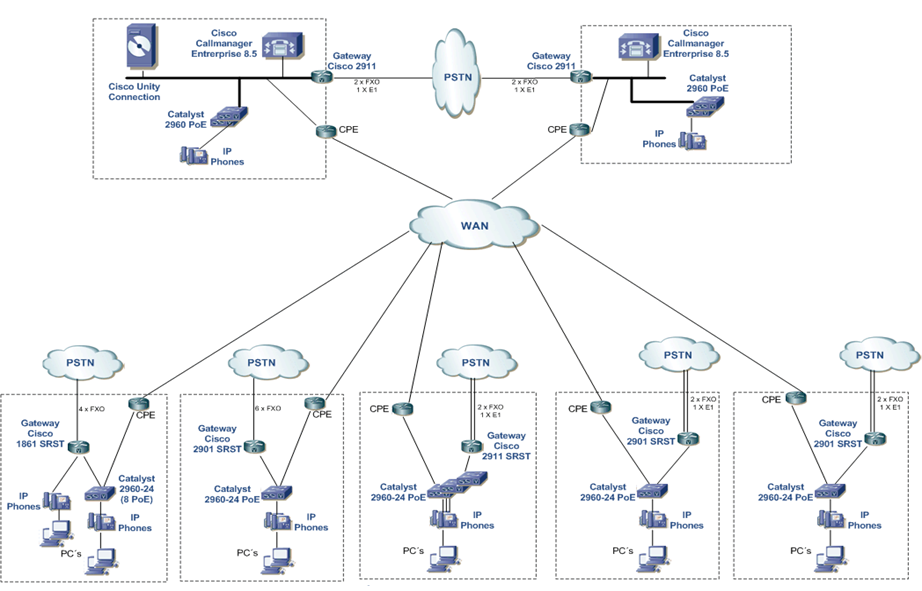 Cisco
Callmanager
Entrerprise 8.5
Gateway
Cisco 2911
PSTN
2 x FXO
1 X E1
Cisco Unity
Connection
Catalyst
2960 PoE
IP
Phones
CPE
Gateway
Cisco 2911
2 x FXO
1 X E1
Cisco
Callmanager
Enterprise 8.5
Catalyst
2960 PoE
IP
Phones
CPE
WAN
PSTN
4 x FXO
CPE
Gateway
Cisco
1861 SRST
IP
Phones
Catalyst
2960-24
(8 PoE)
IP
Phones
PC´s
PSTN
6 x FXO
CPE
Gateway
Cisco
2901 SRST
Catalyst
2960-24 PoE
IP
Phones
PC´s
PSTN
CPE
2 x FXO
1 X E1
Gateway
Cisco
2911 SRST
Catalyst
2960-24 PoE
IP
Phones
PC´s
PSTN
CPE
2 x FXO
1 X E1
Gateway
Cisco
2901 SRST
Catalyst
2960-24 PoE
IP
Phones
PC´s
PSTN
CPE
2 x FXO
1 X E1
Gateway
Cisco
2901 SRST
Catalyst
2960-24 PoE
IP
Phones
PC´s